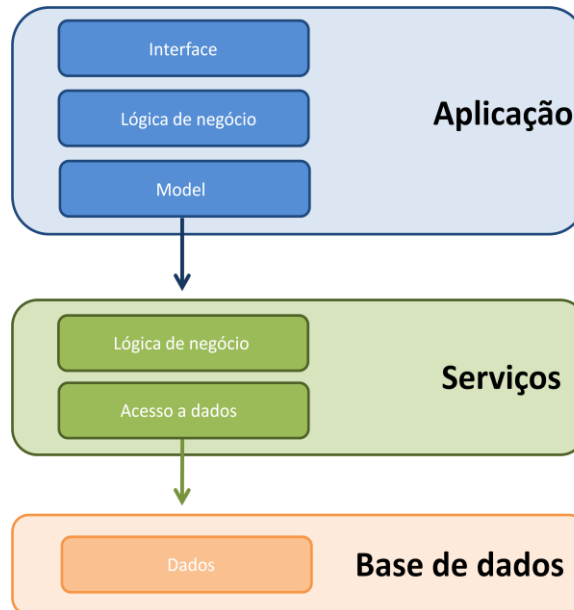 Interface
Lógica de negócio
Aplicação
Model
Lógica de negócio
Serviços
Acesso a dados
Dados
Base de dados